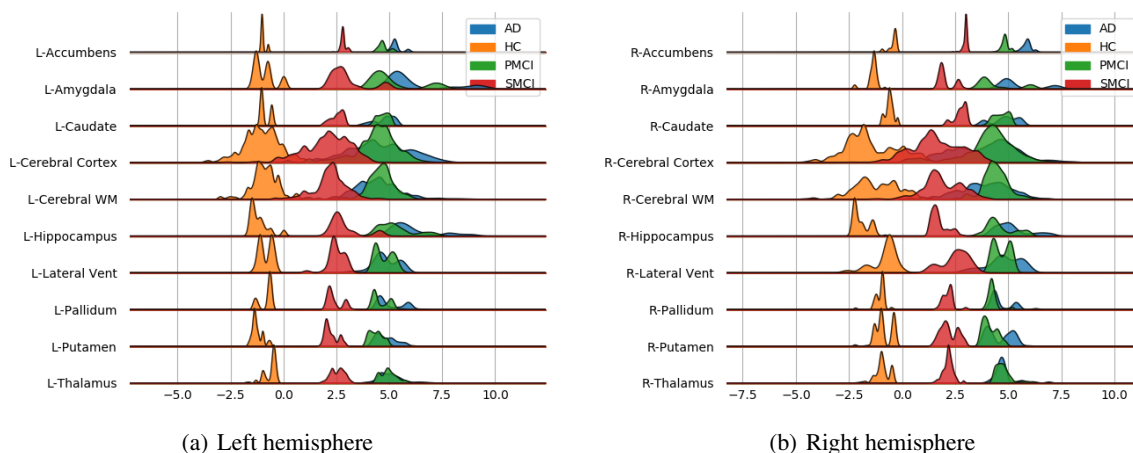 L-Accumbens
L-Amygdala
L-Caudate
L-Cerebral Cortex
L-Cerebral WM
L-Hippocampus
L-Lateral Vent
L-Pallidum
L-Putamen
L-Thalamus
AD
HC
PMCI
SMCI
−5.0 −2.5 0.0 2.5 5.0 7.5 10.0
(a) Left hemisphere
R-Accumbens
R-Amygdala
R-Caudate
R-Cerebral Cortex
R-Cerebral WM
R-Hippocampus
R-Lateral Vent
R-Pallidum
R-Putamen
R-Thalamus
AD
HC
PMCI
SMCI
−7.5 −5.0 −2.5 0.0 2.5 5.0 7.5 10.0
(b) Right hemisphere